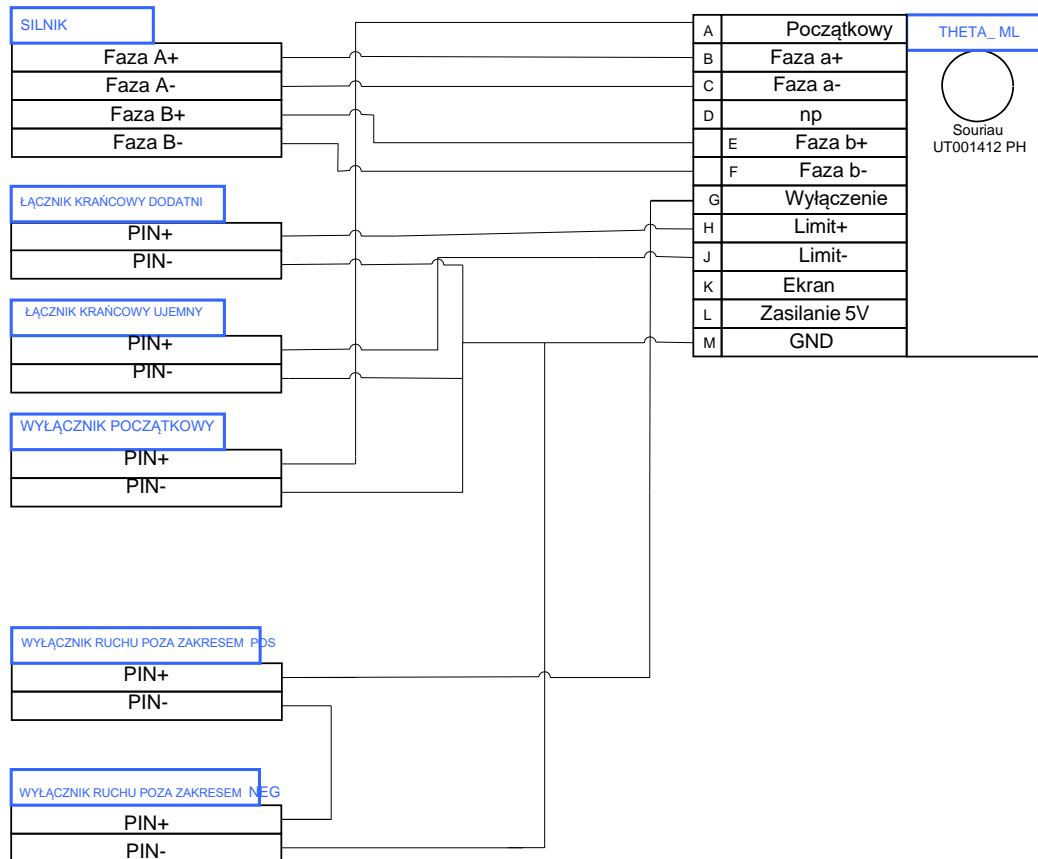 SILNIK
Faza A+
Faza A-
Faza B+
Faza B-
ŁĄCZNIK KRAŃCOWY DODATNI
PIN+
PIN-
ŁĄCZNIK KRAŃCOWY UJEMNY
PIN+
PIN-
WYŁĄCZNIK POCZĄTKOWY
PIN+
PIN-
WYŁĄCZNIK RUCHU POZA ZAKRESEM POS
PIN+
PIN-
WYŁĄCZNIK RUCHU POZA ZAKRESEM NEG
PIN+
PIN-
A Początkowy
B Faza a+
C Faza a-
D np
E Faza b+
F Faza b-
G Wyłączenie
H Limit+
J Limit-
K Ekran
L Zasilanie 5V
M GND
THETA_ ML
Souriau
UT001412 PH